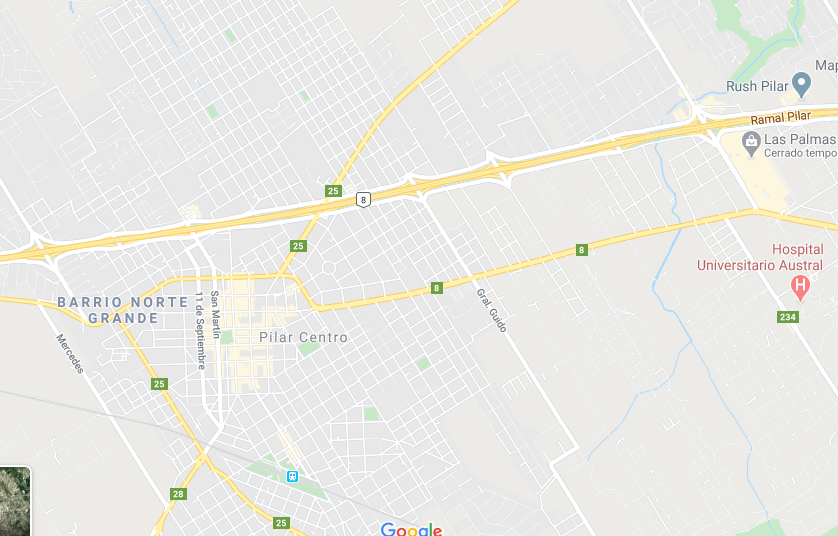 Map
Rush Pilar
Ramal Pilar
Las Palmas
Cerrado tempo
25
8
25
8
Hospital
Universitario Austral
H
8
234
BARRIO NORTE
GRANDE
San Martín
11 de Septiembre
Gral. Guido
Pilar Centro
Mercedes
25
28
25
Google